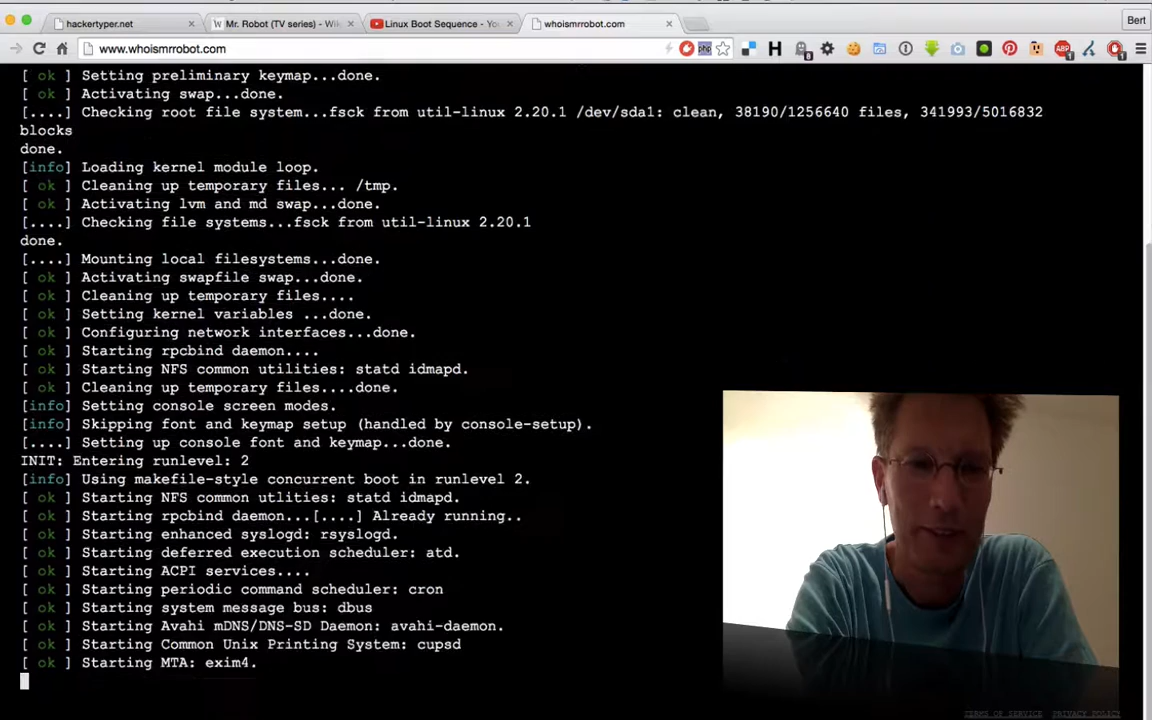 hackertyper.net
Mr. Robot (TV series) - Wik
Linux Boot Sequence - You
whoismrrobot.com
Bert
www.whoismrrobot.com
php
H
8
ABP
1
1
[ ok ] Setting preliminary keymap...done.
[ ok ] Activating swap...done.
[....] Checking root file system...fsck from util-linux 2.20.1 /dev/sda1: clean, 38190/1256640 files, 341993/5016832
blocks
done.
[info] Loading kernel module loop.
[ ok ] Cleaning up temporary files... /tmp.
[ ok ] Activating lvm and md swap...done.
[....] Checking file systems...fsck from util-linux 2.20.1
done.
[....] Mounting local filesystems...done.
[ ok ] Activating swapfile swap...done.
[ ok ] Cleaning up temporary files....
[ ok ] Setting kernel variables ...done.
[ ok ] Configuring network interfaces...done.
[ ok ] Starting rpcbind daemon....
[ ok ] Starting NFS common utilities: statd idmapd.
[ ok ] Cleaning up temporary files....done.
[info] Setting console screen modes.
[info] Skipping font and keymap setup (handled by console-setup).
[....] Setting up console font and keymap...done.
INIT: Entering runlevel: 2
[info] Using makefile-style concurrent boot in runlevel 2.
[ ok ] Starting NFS common utlities: statd idmapd.
[ ok ] Starting rpcbind daemon...[....] Already running..
[ ok ] Starting enhanced syslogd: rsyslogd.
[ ok ] Starting deferred execution scheduler: atd.
[ ok ] Starting ACPI services....
[ ok ] Starting periodic command scheduler: cron
[ ok ] Starting system message bus: dbus
[ ok ] Starting Avahi mDNS/DNS-SD Daemon: avahi-daemon.
[ ok ] Starting Common Unix Printing System: cupsd
[ ok ] Starting MTA: exim4.
TERMS OF SERVICE PRIVACY POLICY